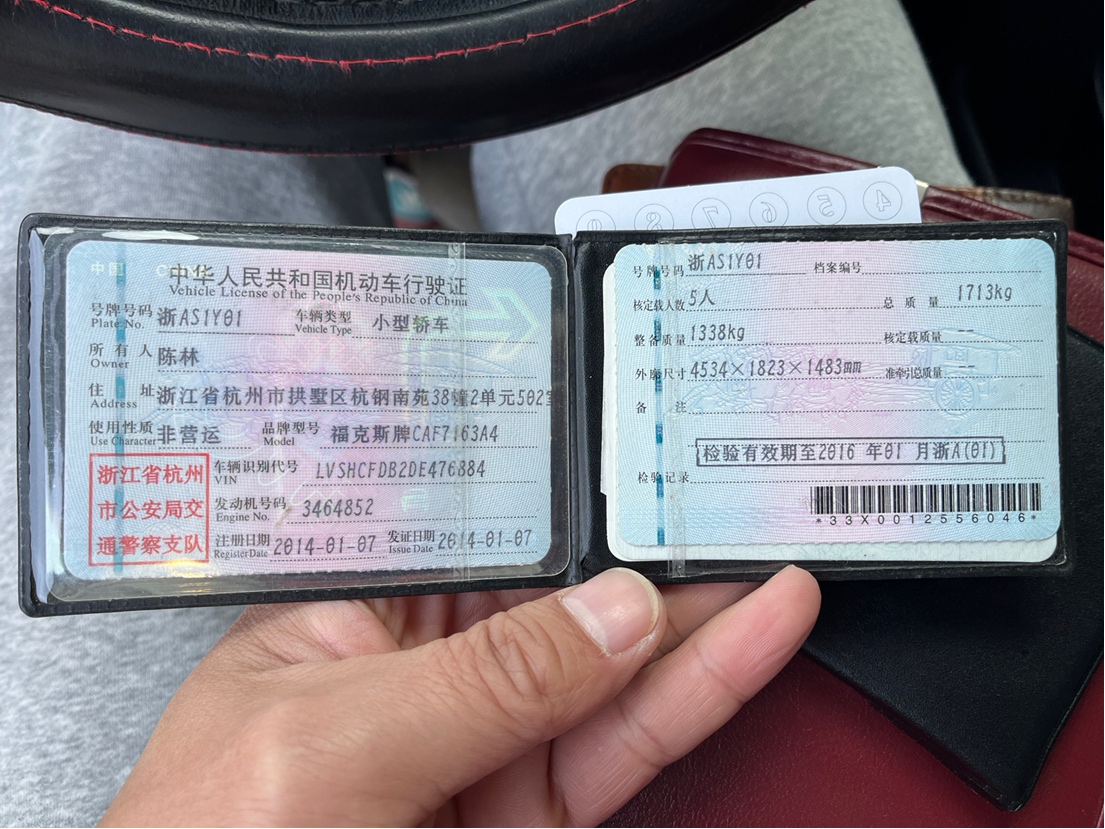 中国 CHINA
中华人民共和国机动车行驶证
Vehicle License of the People's Republic of China
号牌号码 浙AS1Y01 车辆类型 小型轿车
Plate No. Vehicle Type
所有人 陈林
Owner
住址 浙江省杭州市拱墅区杭钢南苑38幢2单元502室
Address
使用性质 非营运 品牌型号 福克斯牌CAF7163A4
Use Character Model
浙江省杭州
市公安局交
通警察支队
车辆识别代号 LVSHCFDB2DE476884
VIN
发动机号码 3464852
Engine No.
注册日期 2014-01-07 发证日期 2014-01-07
Register Date Issue Date
4 5 6 7 8 9
号牌号码 浙AS1Y01 档案编号
核定载人数 5人 总质量 1713kg
整备质量 1338kg 核定载质量 --
外廓尺寸 4534×1823×1483mm 准牵引总质量 --
备注
检验有效期至2016 年01 月浙A(01)
检验记录
*33X0012556046*